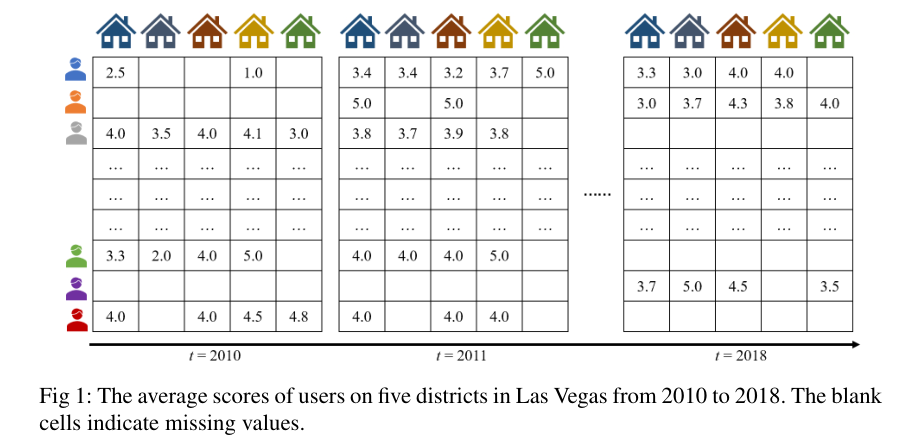 2.5 1.0 3.4 3.4 3.2 3.7 5.0 3.3 3.0 4.0 4.0
5.0 5.0 3.0 3.7 4.3 3.8 4.0
4.0 3.5 4.0 4.1 3.0 3.8 3.7 3.9 3.8
... ... ... ... ... ... ... ... ... ... ... ... ... ... ...
... ... ... ... ... ... ... ... ... ... ...... ... ... ... ... ...
... ... ... ... ... ... ... ... ... ... ... ... ... ... ...
3.3 2.0 4.0 5.0 4.0 4.0 4.0 5.0
3.7 5.0 4.5 3.5
4.0 4.0 4.5 4.8 4.0 4.0 4.0
t = 2010 t = 2011 t = 2018
Fig 1: The average scores of users on five districts in Las Vegas from 2010 to 2018. The blank
cells indicate missing values.